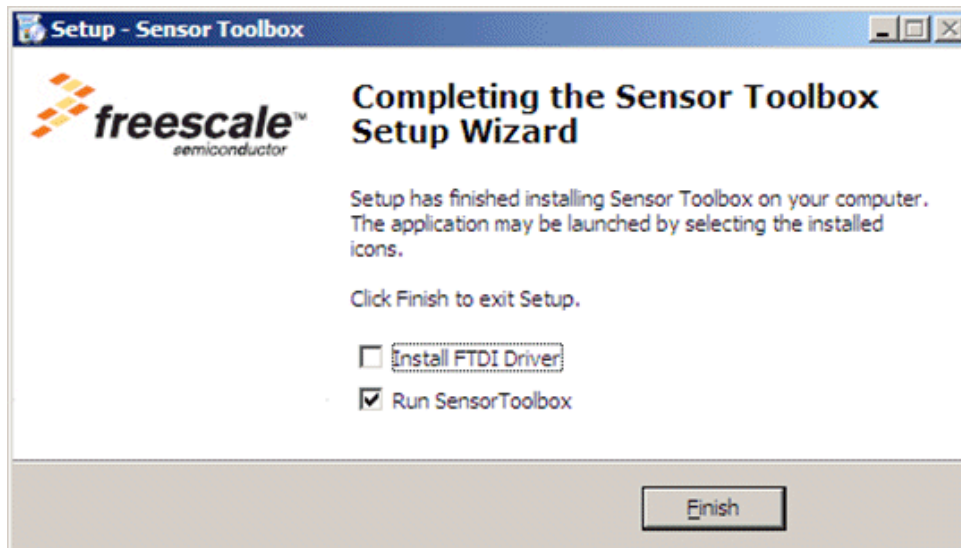 Setup - Sensor Toolbox
freescale™
semiconductor
Completing the Sensor Toolbox
Setup Wizard
Setup has finished installing Sensor Toolbox on your computer.
The application may be launched by selecting the installed
icons.
Click Finish to exit Setup.
Install FTDI Driver
Run SensorToolbox
Finish